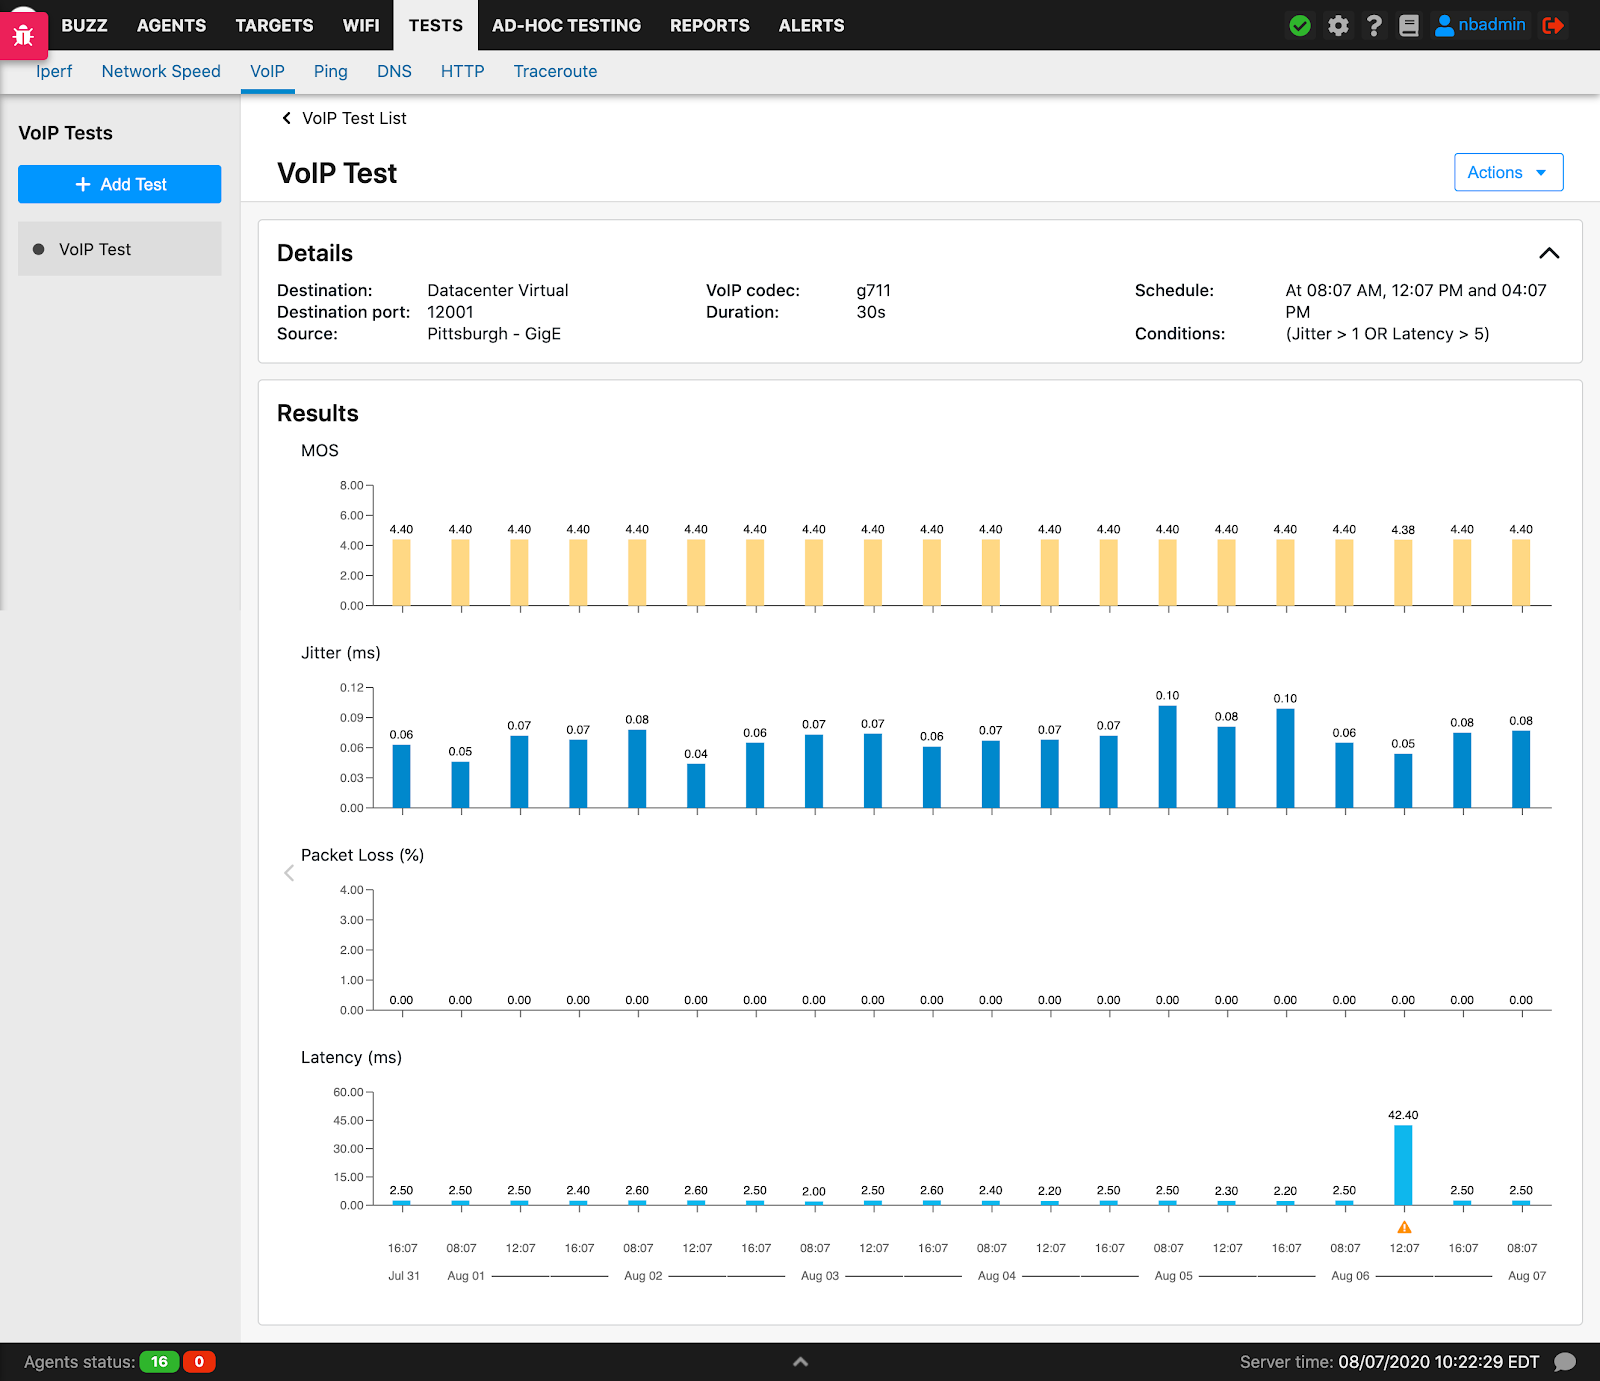 BUZZ AGENTS TARGETS WIFI TESTS AD-HOC TESTING REPORTS ALERTS nbadmin
Iperf Network Speed VoIP Ping DNS HTTP Traceroute
VoIP Tests
+ Add Test
VoIP Test
VoIP Test List
VoIP Test
Actions
Details
Destination: Datacenter Virtual
Destination port: 12001
Source: Pittsburgh - GigE
VoIP codec: g711
Duration: 30s
Schedule: At 08:07 AM, 12:07 PM and 04:07
PM
Conditions: (Jitter > 1 OR Latency > 5)
Results
MOS
8.00
6.00
4.40 4.40 4.40 4.40 4.40 4.40 4.40 4.40 4.40 4.40 4.40 4.40 4.40 4.40 4.40 4.40 4.40 4.38 4.40 4.40
4.00
2.00
0.00
Jitter (ms)
0.12
0.09
0.06
0.03
0.00
0.06 0.05 0.07 0.07 0.08 0.04 0.06 0.07 0.07 0.06 0.07 0.07 0.07 0.10 0.08 0.10 0.06 0.05 0.08 0.08
Packet Loss (%)
4.00
3.00
2.00
1.00
0.00
0.00 0.00 0.00 0.00 0.00 0.00 0.00 0.00 0.00 0.00 0.00 0.00 0.00 0.00 0.00 0.00 0.00 0.00 0.00 0.00
Latency (ms)
60.00
45.00
30.00
15.00
0.00
2.50 2.50 2.50 2.40 2.60 2.60 2.50 2.00 2.50 2.60 2.40 2.20 2.50 2.50 2.30 2.20 2.50 42.40 2.50 2.50
16:07 08:07 12:07 16:07 08:07 12:07 16:07 08:07 12:07 16:07 08:07 12:07 16:07 08:07 12:07 16:07 08:07 12:07 16:07 08:07
Jul 31 Aug 01 Aug 02 Aug 03 Aug 04 Aug 05 Aug 06 Aug 07
Agents status: 16 0
Server time: 08/07/2020 10:22:29 EDT